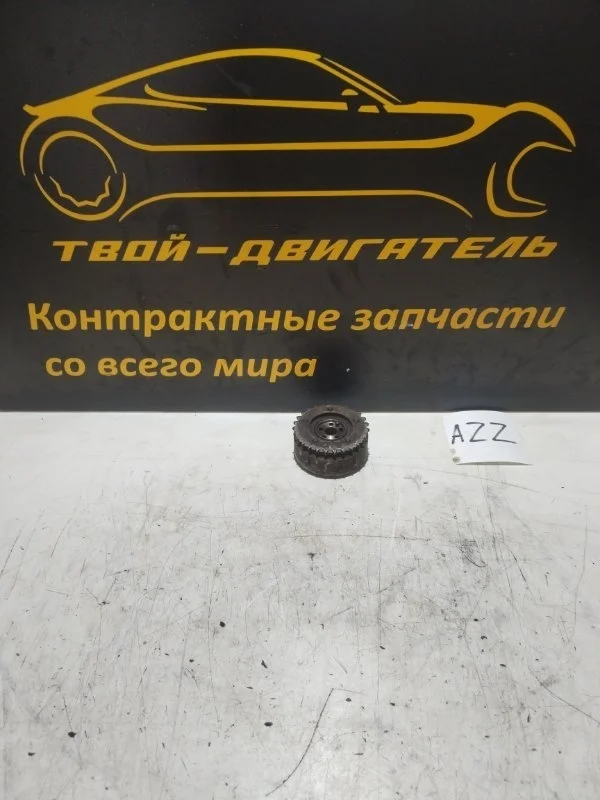 ТВОЙ-ДВИГАТЕЛЬ
Контрактные запчасти
со всего мира
AZZ